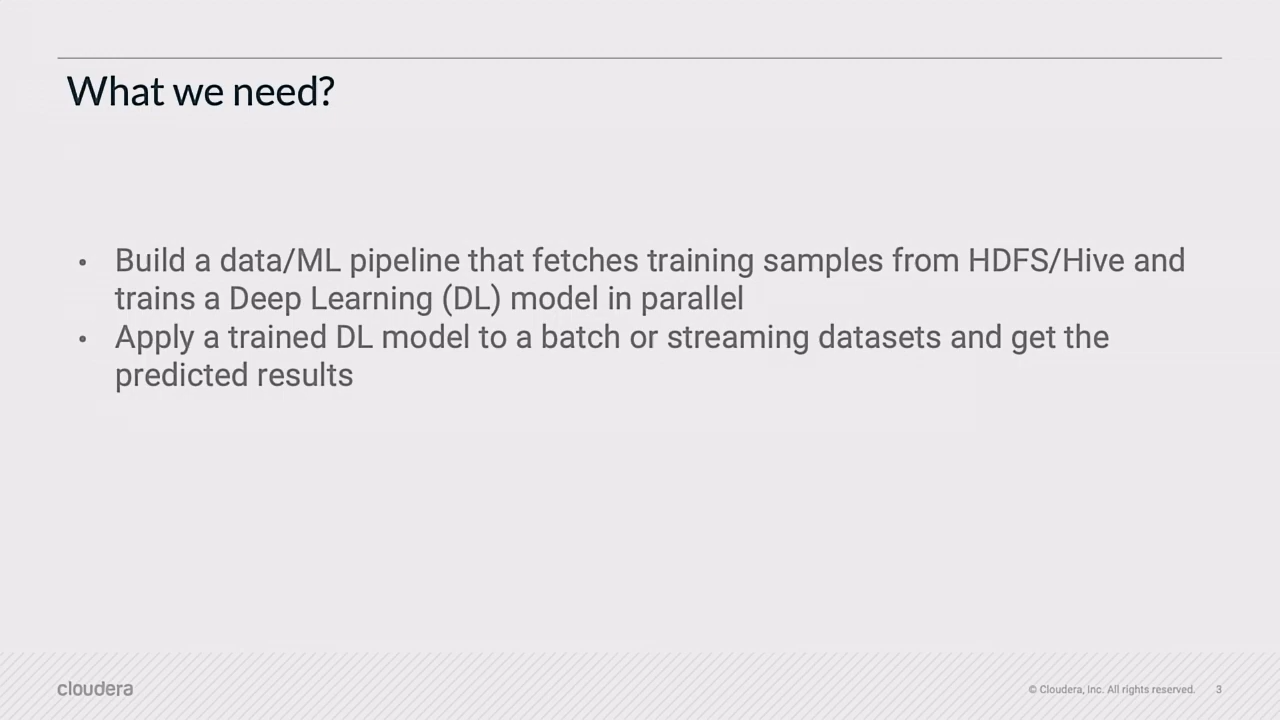 What we need?
• Build a data/ML pipeline that fetches training samples from HDFS/Hive and
trains a Deep Learning (DL) model in parallel
• Apply a trained DL model to a batch or streaming datasets and get the
predicted results
cloudera
© Cloudera, Inc. All rights reserved. 3